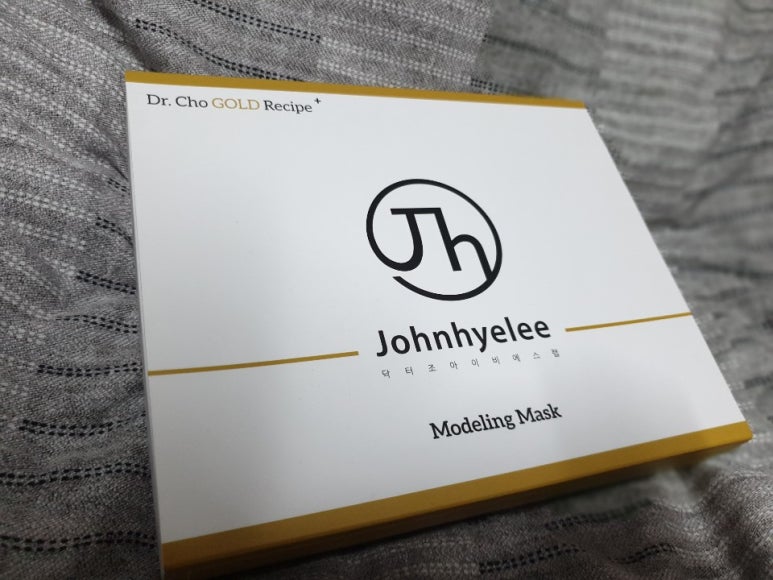 Dr. Cho GOLD Recipe+
Jh
Johnhyelee
닥터조아이비에스랩
Modeling Mask